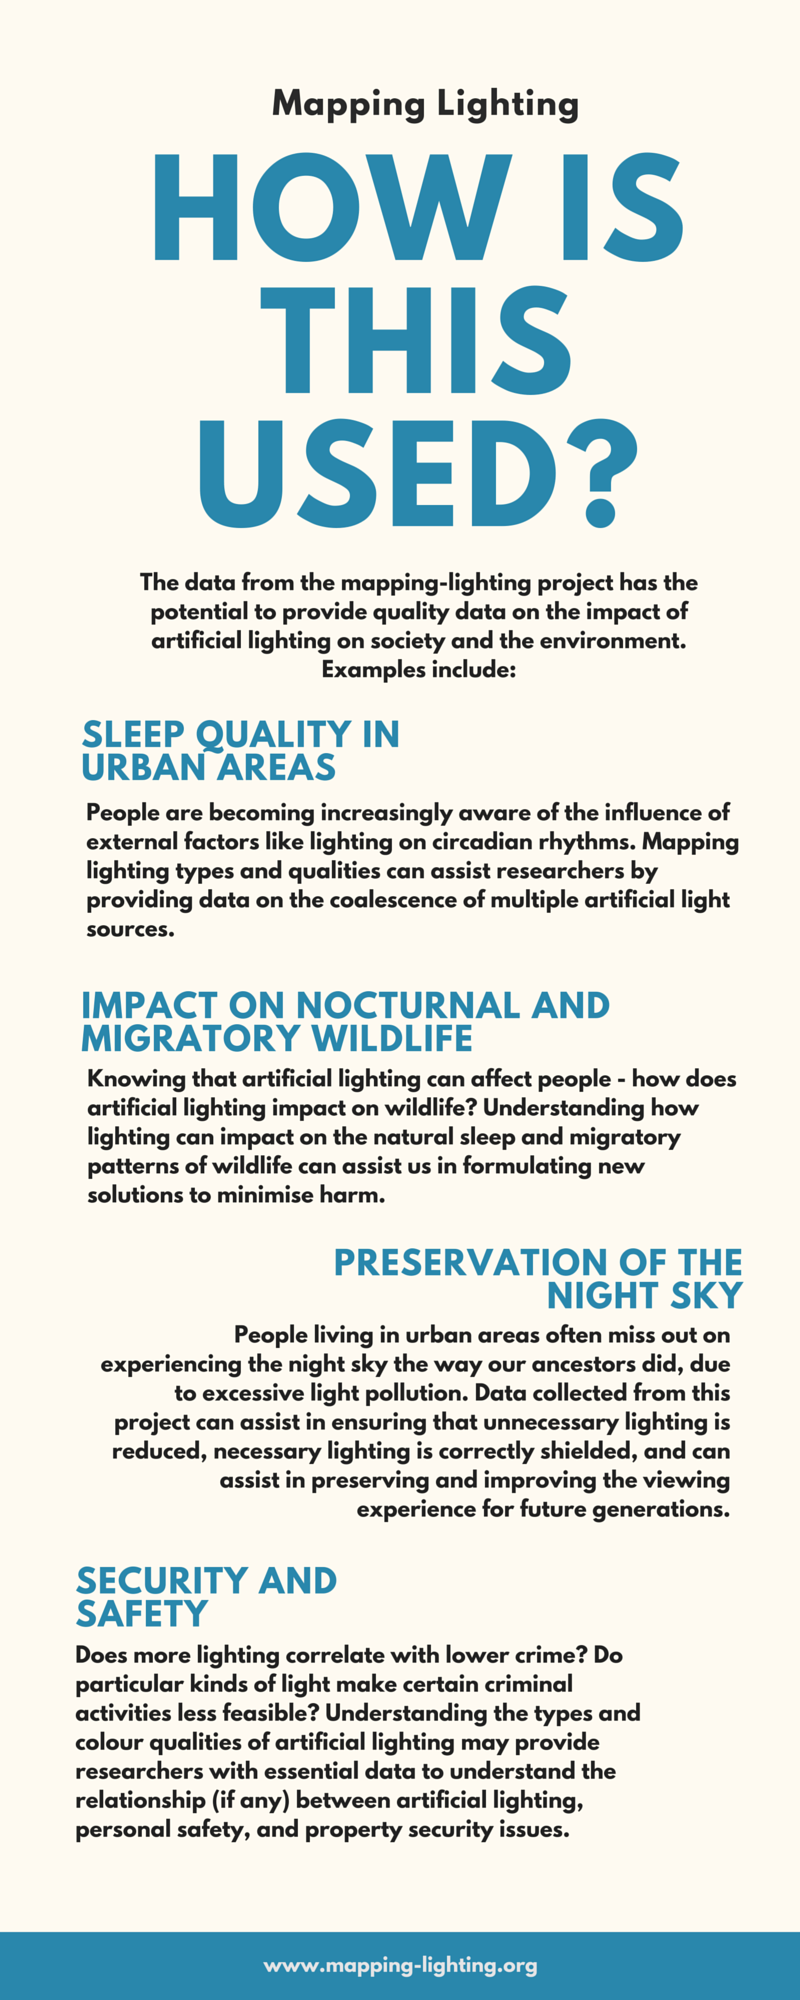 Mapping Lighting
HOW IS
THIS
USED?
The data from the mapping-lighting project has the
potential to provide quality data on the impact of
artificial lighting on society and the environment.
Examples include:
SLEEP QUALITY IN
URBAN AREAS
People are becoming increasingly aware of the influence of
external factors like lighting on circadian rhythms. Mapping
lighting types and qualities can assist researchers by
providing data on the coalescence of multiple artificial light
sources.
IMPACT ON NOCTURNAL AND
MIGRATORY WILDLIFE
Knowing that artificial lighting can affect people - how does
artificial lighting impact on wildlife? Understanding how
lighting can impact on the natural sleep and migratory
patterns of wildlife can assist us in formulating new
solutions to minimise harm.
PRESERVATION OF THE
NIGHT SKY
People living in urban areas often miss out on
experiencing the night sky the way our ancestors did, due
to excessive light pollution. Data collected from this
project can assist in ensuring that unnecessary lighting is
reduced, necessary lighting is correctly shielded, and can
assist in preserving and improving the viewing
experience for future generations.
SECURITY AND
SAFETY
Does more lighting correlate with lower crime? Do
particular kinds of light make certain criminal
activities less feasible? Understanding the types and
colour qualities of artificial lighting may provide
researchers with essential data to understand the
relationship (if any) between artificial lighting,
personal safety, and property security issues.
www.mapping-lighting.org